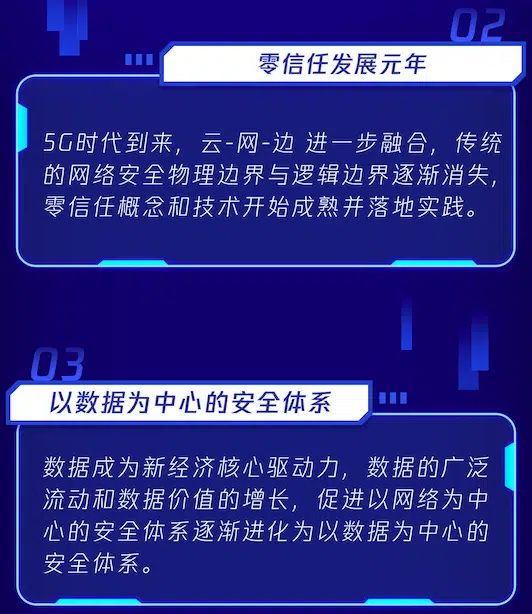 02
零信任发展元年
5G时代到来，云-网-边 进一步融合，传统
的网络安全物理边界与逻辑边界逐渐消失，
零信任概念和技术开始成熟并落地实践。
03
以数据为中心的安全体系
数据成为新经济核心驱动力，数据的广泛
流动和数据价值的增长，促进以网络为中
心的安全体系逐渐进化为以数据为中心的
安全体系。